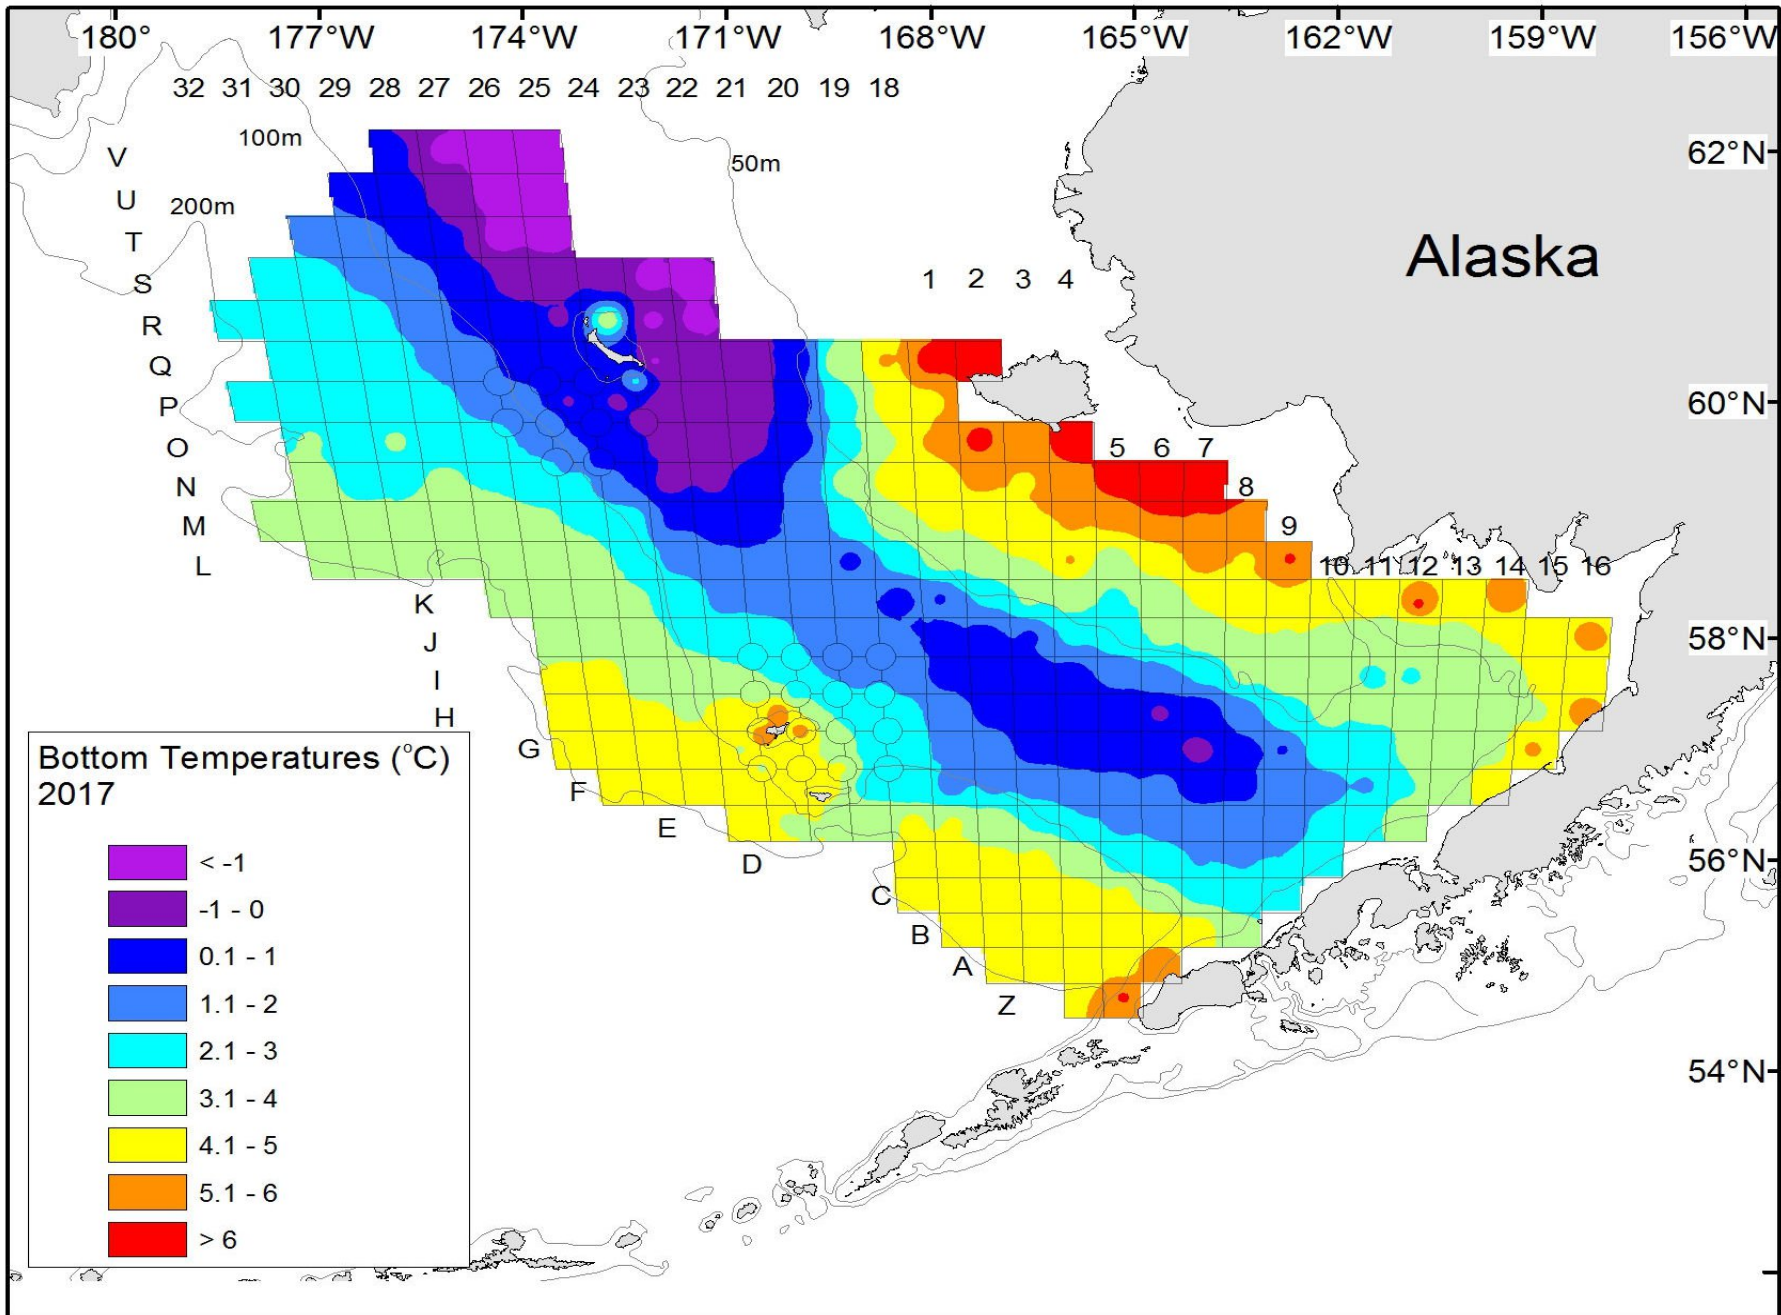 180° 177°W 174°W 171°W 168°W 165°W 162°W 159°W 156°W
32 31 30 29 28 27 26 25 24 23 22 21 20 19 18
100m
62°N
V
50m
U
200m
T
Alaska
S
1 2 3 4
R
Q
60°N
P
O
5 6 7
N
8
M
9
L
10 11 12 13 14 15 16
K
J
58°N
I
H
G
F
E
D
56°N
C
B
A
Z
54°N
Bottom Temperatures (°C)
2017
< -1
-1 - 0
0.1 - 1
1.1 - 2
2.1 - 3
3.1 - 4
4.1 - 5
5.1 - 6
> 6